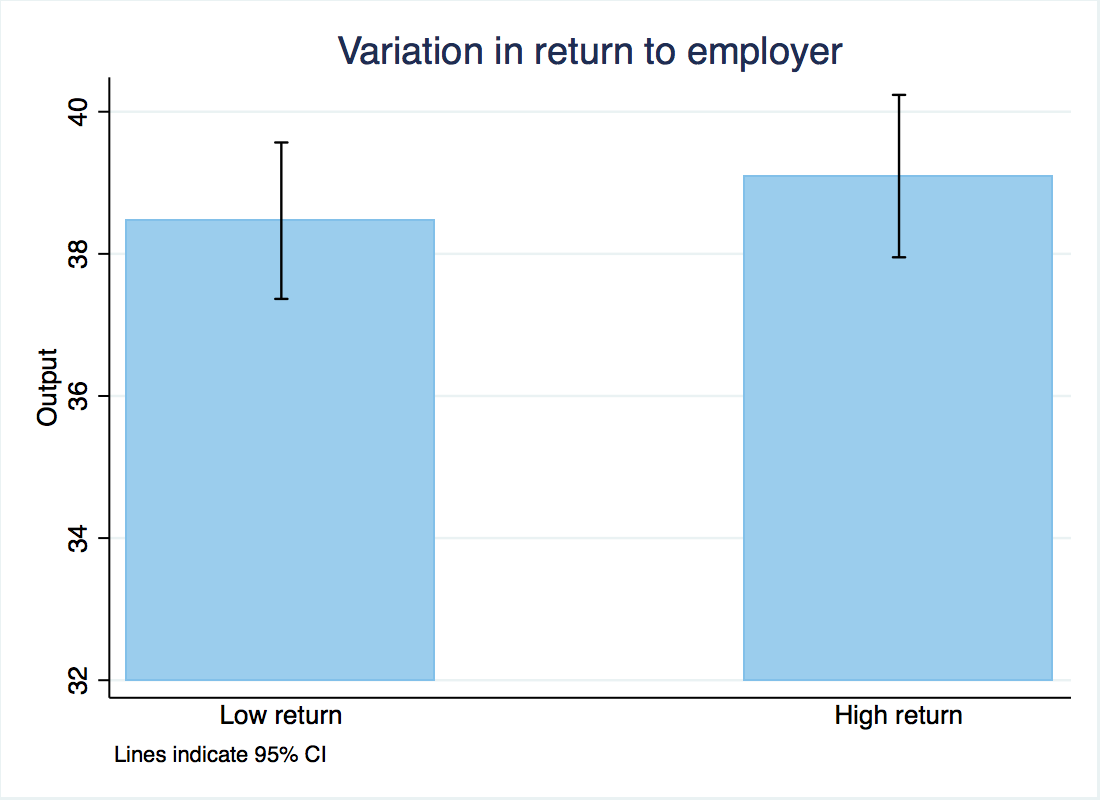 Variation in return to employer
Output
40
38
36
34
32
Low return
High return
Lines indicate 95% CI